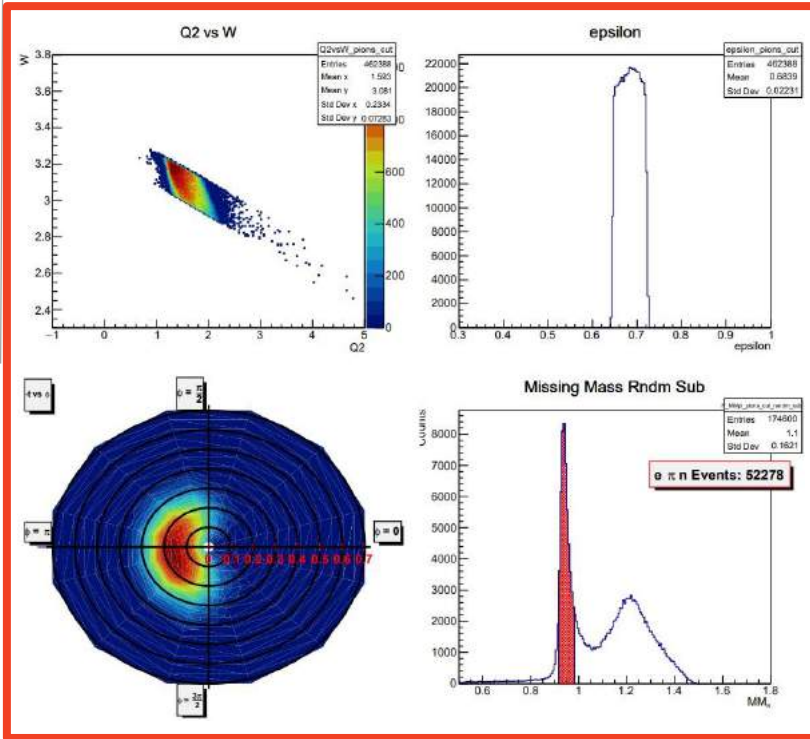 Q2 vs W
W
3.8
3.6
3.4
3.2
3
2.8
2.6
2.4
−1
0
1
2
3
4
5
Q2
Q2vsW_pions_cut
Entries 462388
Mean x 1.593
Mean y 3.081
Std Dev x 0.2334
Std Dev y 0.07283
600
400
200
0
epsilon
22000
20000
18000
16000
14000
12000
10000
8000
6000
4000
2000
0
0.3
0.4
0.5
0.6
0.7
0.8
0.9
1
epsilon
epsilon_pions_cut
Entries 462388
Mean 0.6839
Std Dev 0.02231
-t vs ϕ
ϕ = π/2
ϕ = π
ϕ = 0
0 0.1 0.2 0.3 0.4 0.5 0.6 0.7
ϕ = 3π/2
Missing Mass Rndm Sub
Counts
8000
7000
6000
5000
4000
3000
2000
1000
0
0.6
0.8
1
1.2
1.4
1.6
1.8
Entries 174600
Mean 1.1
Std Dev 0.1621
e π n Events: 52278